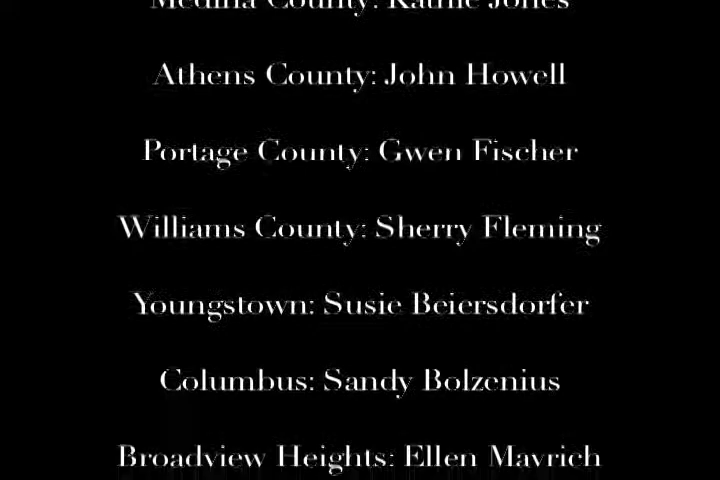 Medina County: Kathie Jones
Athens County: John Howell
Portage County: Gwen Fischer
Williams County: Sherry Fleming
Youngstown: Susie Beiersdorfer
Columbus: Sandy Bolzenius
Broadview Heights: Ellen Mavrich